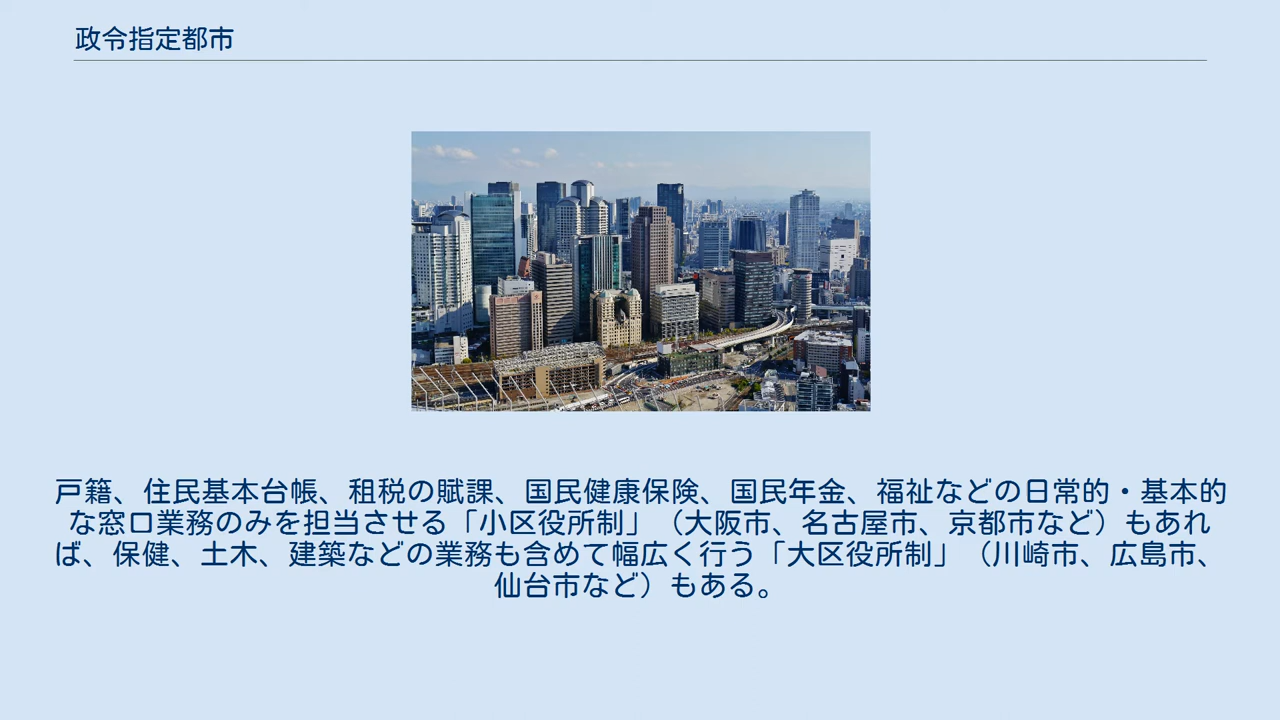 政令指定都市
戸籍、住民基本台帳、租税の賦課、国民健康保険、国民年金、福祉などの日常的・基本的
な窓口業務のみを担当させる「小区役所制」（大阪市、名古屋市、京都市など）もあれ
ば、保健、土木、建築などの業務も含めて幅広く行う「大区役所制」（川崎市、広島市、
仙台市など）もある。